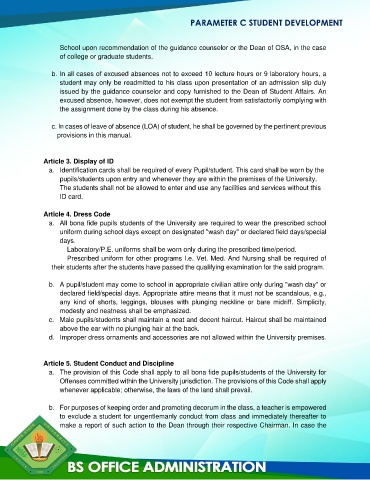 PARAMETER C STUDENT DEVELOPMENT
School upon recommendation of the guidance counselor or the Dean of OSA, in the case
of college or graduate students.
b. In all cases of excused absences not to exceed 10 lecture hours or 9 laboratory hours, a
student may only be readmitted to his class upon presentation of an admission slip duly
issued by the guidance counselor and copy furnished to the Dean of Student Affairs. An
excused absence, however, does not exempt the student from satisfactorily complying with
the assignment done by the class during his absence.
c. In cases of leave of absence (LOA) of student, he shall be governed by the pertinent previous
provisions in this manual.
Article 3. Display of ID
a. Identification cards shall be required of every Pupil/student. This card shall be worn by the
pupils/students upon entry and whenever they are within the premises of the University.
The students shall not be allowed to enter and use any facilities and services without this
ID card.
Article 4. Dress Code
a. All bona fide pupils students of the University are required to wear the prescribed school
uniform during school days except on designated "wash day" or declared field days/special
days.
Laboratory/P.E. uniforms shall be worn only during the prescribed time/period.
Prescribed uniform for other programs I.e. Vet. Med. And Nursing shall be required of
their students after the students have passed the qualifying examination for the said program.
b. A pupil/student may come to school in appropriate civilian attire only during "wash day" or
declared field/special days. Appropriate attire means that it must not be scandalous, e.g.,
any kind of shorts, leggings, blouses with plunging neckline or bare midriff. Simplicity,
modesty and neatness shall be emphasized.
c. Male pupils/students shall maintain a neat and decent haircut. Haircut shall be maintained
above the ear with no plunging hair at the back.
d. Improper dress ornaments and accessories are not allowed within the University premises.
Article 5. Student Conduct and Discipline
a. The provision of this Code shall apply to all bona fide pupils/students of the University for
Offenses committed within the University jurisdiction. The provisions of this Code shall apply
whenever applicable; otherwise, the laws of the land shall prevail.
b. For purposes of keeping order and promoting decorum in the class, a teacher is empowered
to exclude a student for ungentlemanly conduct from class and immediately thereafter to
make a report of such action to the Dean through their respective Chairman. In case the
BS OFFICE ADMINISTRATION